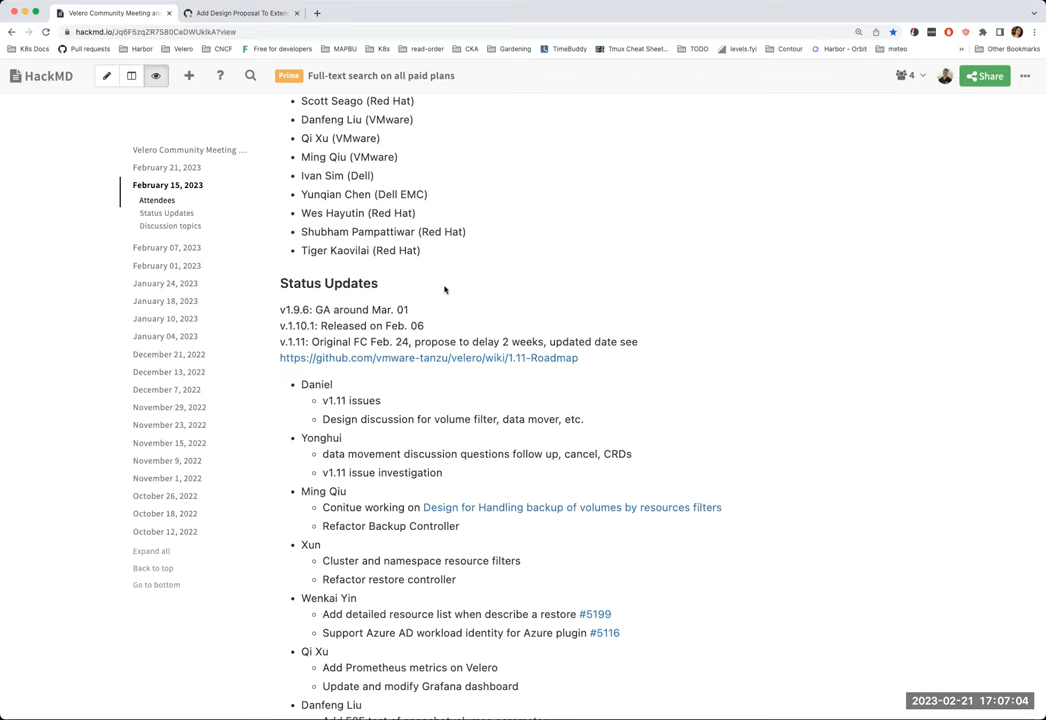 Velero Community Meeting an
Add Design Proposal To Exten
hackmd.io/Jq6F5zqZR7S80CeDWUklkA?view
K8s Docs
Pull requests
Harbor
Velero
CNCF
Free for developers
MAPBU
K8s
read-order
CKA
Gardening
TimeBuddy
Tmux Cheat Sheet...
TODO
levels.fyi
Contour
Harbor - Orbit
meteo
Other Bookmarks
HackMD
Prime
Full-text search on all paid plans
4
Share
Velero Community Meeting ...
February 21, 2023
February 15, 2023
Attendees
Status Updates
Discussion topics
February 07, 2023
February 01, 2023
January 24, 2023
January 18, 2023
January 10, 2023
January 04, 2023
December 21, 2022
December 13, 2022
December 7, 2022
November 29, 2022
November 23, 2022
November 15, 2022
November 9, 2022
November 1, 2022
October 26, 2022
October 18, 2022
October 12, 2022
Expand all
Back to top
Go to bottom
Scott Seago (Red Hat)
Danfeng Liu (VMware)
Qi Xu (VMware)
Ming Qiu (VMware)
Ivan Sim (Dell)
Yunqian Chen (Dell EMC)
Wes Hayutin (Red Hat)
Shubham Pampattiwar (Red Hat)
Tiger Kaovilai (Red Hat)
Status Updates
v1.9.6: GA around Mar. 01
v.1.10.1: Released on Feb. 06
v.1.11: Original FC Feb. 24, propose to delay 2 weeks, updated date see
https://github.com/vmware-tanzu/velero/wiki/1.11-Roadmap
Daniel
v1.11 issues
Design discussion for volume filter, data mover, etc.
Yonghui
data movement discussion questions follow up, cancel, CRDs
v1.11 issue investigation
Ming Qiu
Conitue working on Design for Handling backup of volumes by resources filters
Refactor Backup Controller
Xun
Cluster and namespace resource filters
Refactor restore controller
Wenkai Yin
Add detailed resource list when describe a restore #5199
Support Azure AD workload identity for Azure plugin #5116
Qi Xu
Add Prometheus metrics on Velero
Update and modify Grafana dashboard
Danfeng Liu
2023-02-21 17:07:04